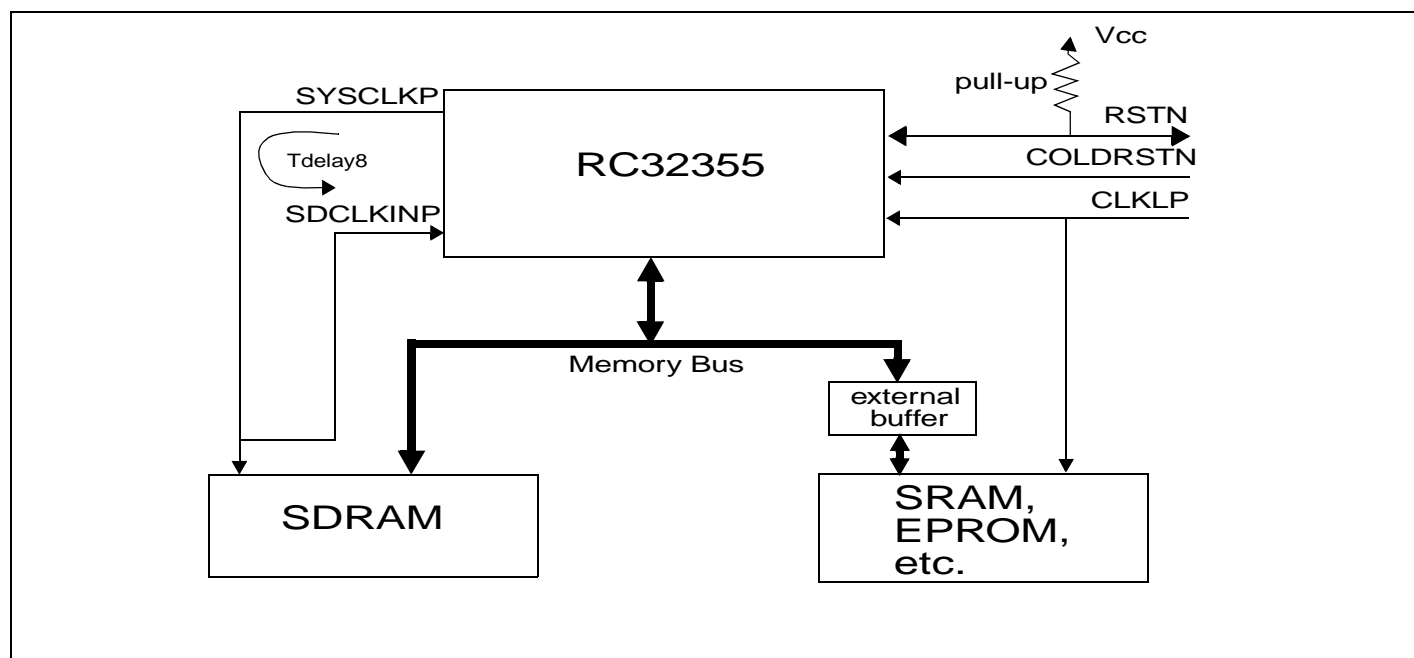 Vcc
pull-up
SYSCLKP
RSTN
Tdelay8
RC32355
COLDRSTN
SDCLKINP
CLKLP
Memory Bus
external
buffer
SDRAM
SRAM,
EPROM,
etc.